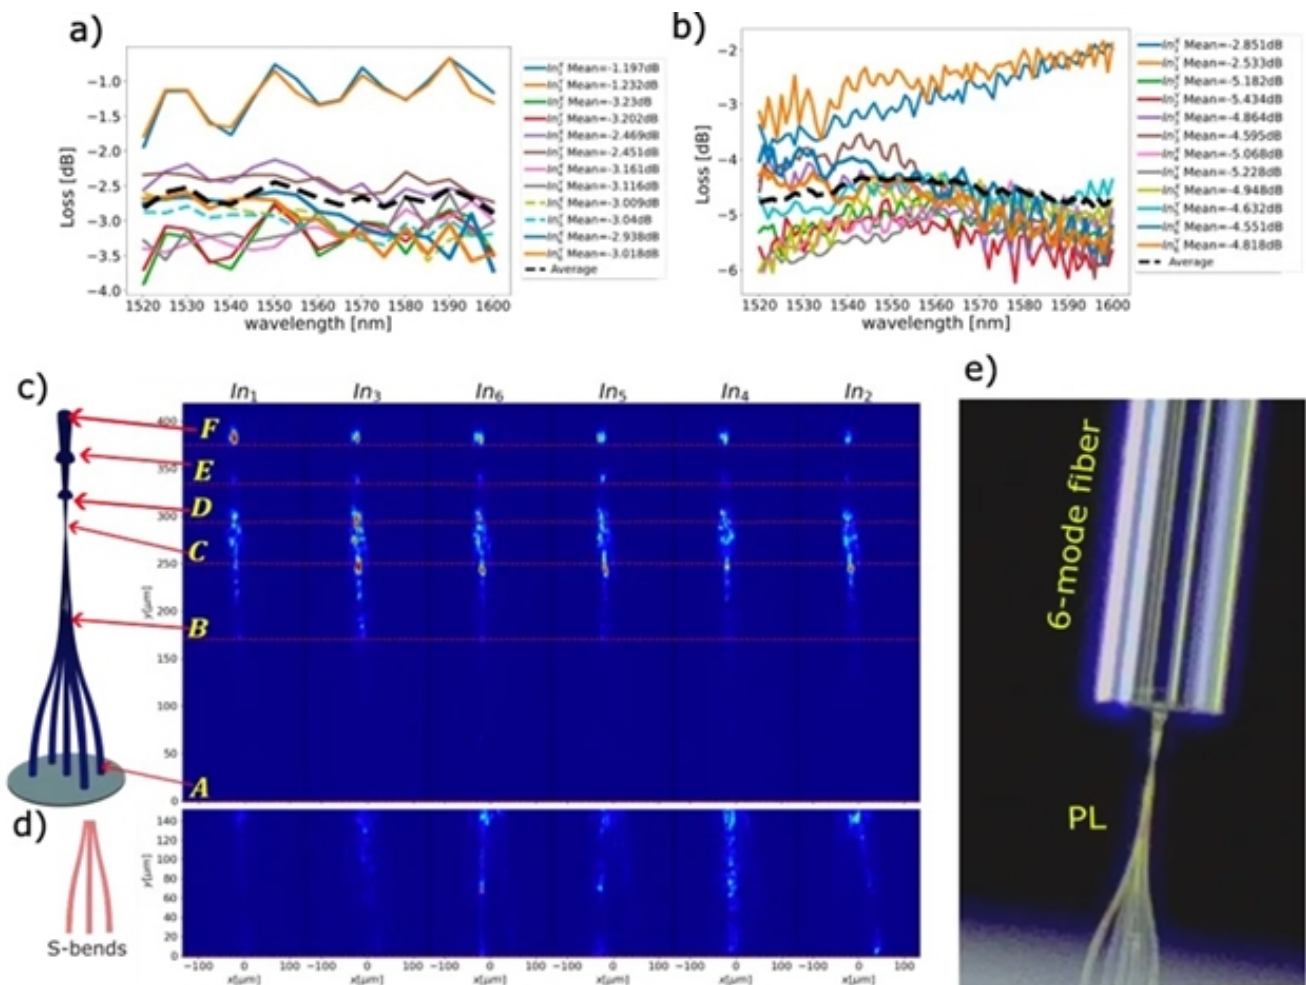 a)
Loss [dB]
−1.0
−1.5
−2.0
−2.5
−3.0
−3.5
−4.0
1520 1530 1540 1550 1560 1570 1580 1590 1600
wavelength [nm]
Mean=-1.197dB
Mean=-1.232dB
Mean=-3.23dB
Mean=-3.202dB
Mean=-2.469dB
Mean=-2.451dB
Mean=-3.161dB
Mean=-3.116dB
Mean=-3.009dB
Mean=-3.04dB
Mean=-2.938dB
Mean=-3.018dB
Average
b)
Loss [dB]
−2
−3
−4
−5
−6
1520 1530 1540 1550 1560 1570 1580 1590 1600
wavelength [nm]
Mean=-2.851dB
Mean=-2.533dB
Mean=-5.182dB
Mean=-5.434dB
Mean=-4.864dB
Mean=-4.595dB
Mean=-5.068dB
Mean=-5.228dB
Mean=-4.948dB
Mean=-4.632dB
Mean=-4.551dB
Mean=-4.818dB
Average
c)
In1 In3 In6 In5 In4 In2
F
E
D
C
B
A
400
350
300
250
200
150
100
50
0
y[μm]
d)
S-bends
140
120
100
80
60
40
20
0
y[μm]
−100 0 100 −100 0 100 −100 0 100 −100 0 100 −100 0 100 −100 0 100
x[μm] x[μm] x[μm] x[μm] x[μm] x[μm]
e)
6-mode fiber
PL